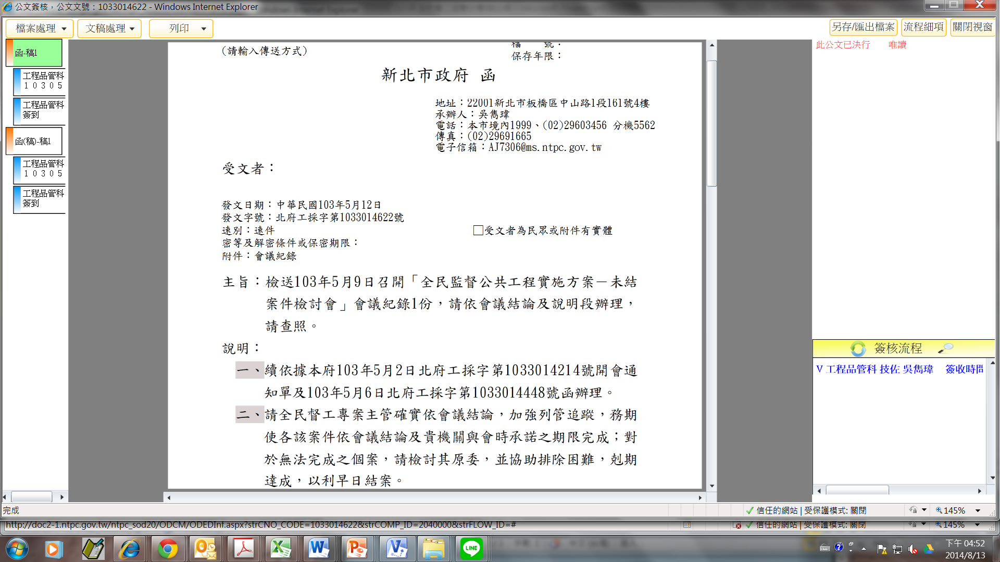 公文簽核，公文文號：1033014622 - Windows Internet Explorer
檔案處理
文稿處理
列印
另存/匯出檔案
流程細項
關閉視窗
函-稿1
工程品管科
10305
工程品管科
簽到
函(稿)-稿1
工程品管科
10305
工程品管科
簽到
檔　　號：
（請輸入傳送方式）
保存年限：
新北市政府 函
地址：22001新北市板橋區中山路1段161號4樓
承辦人：吳雋瑋
電話：本市境內1999、(02)29603456 分機5562
傳真：(02)29691665
電子信箱：AJ7306@ms.ntpc.gov.tw
受文者：
發文日期：中華民國103年5月12日
發文字號：北府工採字第1033014622號
速別：速件
□受文者為民眾或附件有實體
密等及解密條件或保密期限：
附件：會議紀錄
主旨：檢送103年5月9日召開「全民監督公共工程實施方案－未結
案件檢討會」會議紀錄1份，請依會議結論及說明段辦理，
請查照。
說明：
一、續依據本府103年5月2日北府工採字第1033014214號開會通
知單及103年5月6日北府工採字第1033014448號函辦理。
二、請全民督工專案主管確實依會議結論，加強列管追蹤，務期
使各該案件依會議結論及貴機關與會時承諾之期限完成；對
於無法完成之個案，請檢討其原委，並協助排除困難，剋期
達成，以利早日結案。
此公文已決行　　唯讀
簽核流程
V 工程品管科 技佐 吳雋瑋　簽收時間
完成
信任的網站 | 受保護模式: 關閉
145%
http://doc2-1.ntpc.gov.tw/ntpc_sod20/ODCM/ODEDInf.aspx?strCNO_CODE=1033014622&strCOMP_ID=2040000&strFLOW_ID=#
信任的網站 | 受保護模式: 關閉
145%
LINE
下午 04:52
2014/8/13